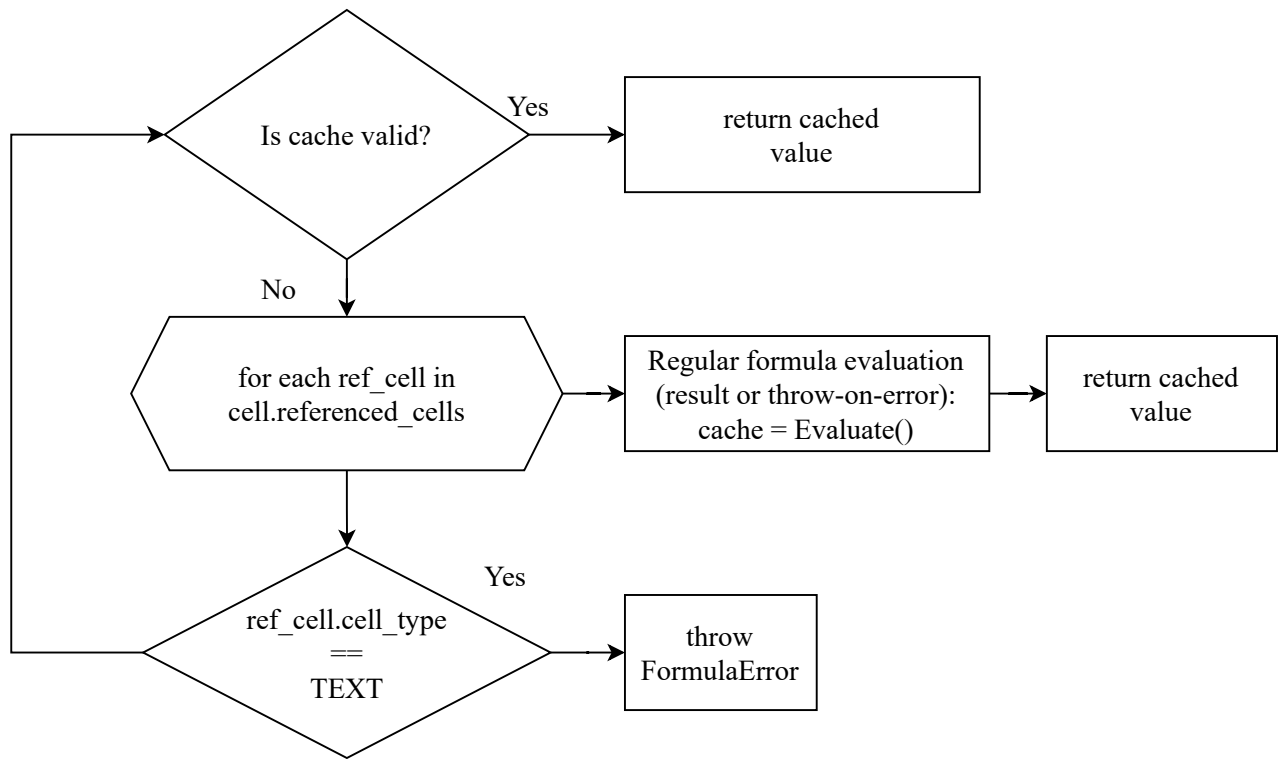 Yes
Is cache valid?
return cached
value
No
for each ref_cell in
cell.referenced_cells
Regular formula evaluation
(result or throw-on-error):
cache = Evaluate()
return cached
value
Yes
ref_cell.cell_type
==
TEXT
throw
FormulaError